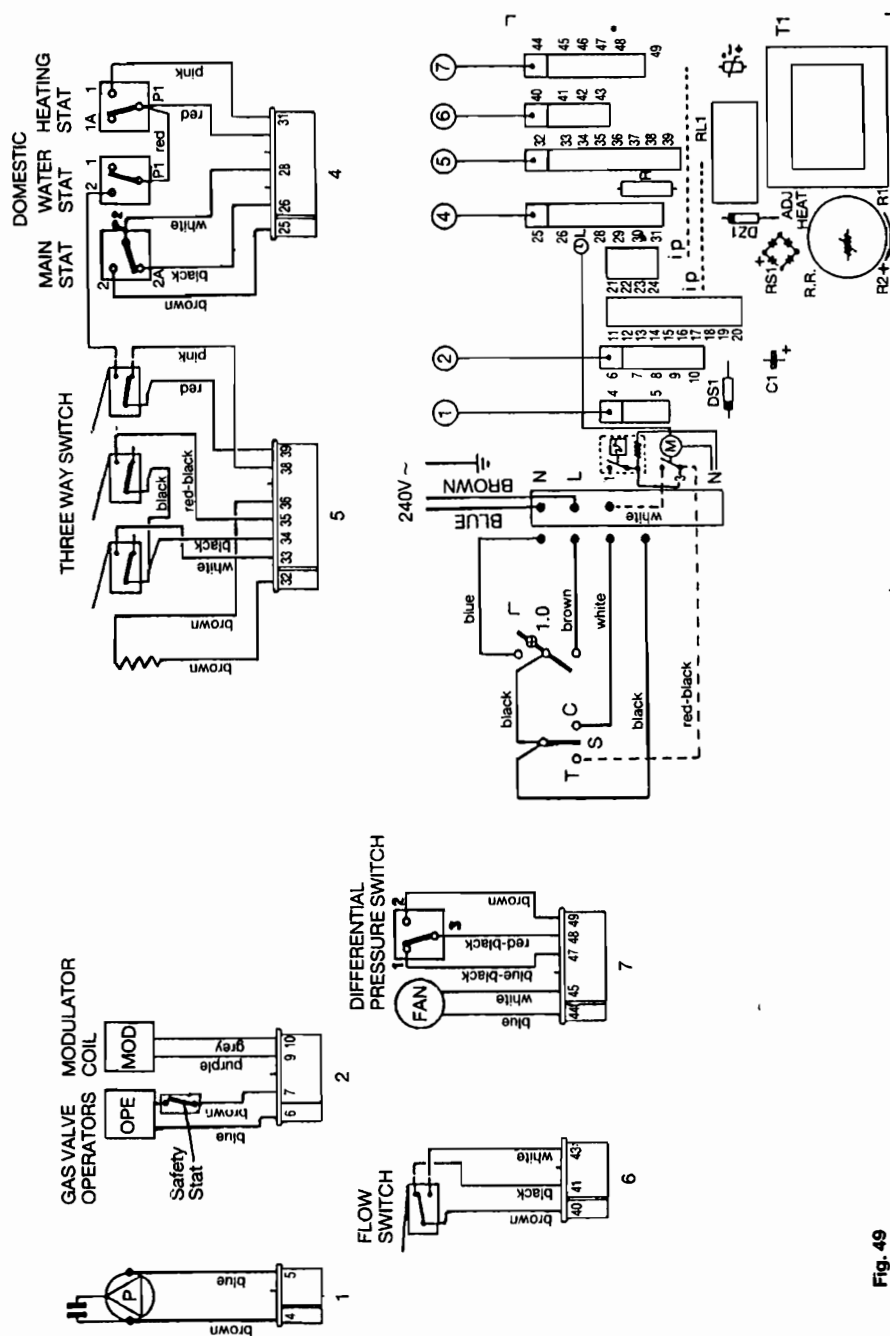 GAS VALVE OPERATORS
MODULATOR COIL
OPE
MOD
Safety Stat
blue
brown
purple
grey
6 7 9 10
2
P
brown
blue
4 5
1
THREE WAY SWITCH
brown
brown
white
black
red-black
black
red
pink
32 33 34 35 36 38 39
5
MAIN STAT
DOMESTIC WATER STAT
HEATING STAT
2
P2
2A
2
1
P1
1A
1
P1
brown
black
white
red
red
pink
25 26 28 31
4
FLOW SWITCH
brown
black
white
40 41 43
6
DIFFERENTIAL PRESSURE SWITCH
FAN
1
2
3
blue
white
blue-black
red-black
brown
44 45 47 48 49
7
240V ~
BLUE
BROWN
N
L
blue
L
1.0
brown
white
black
C
S
T
black
red-black
white
1
3
M
N
L
1
2
4
5
6
7
4
5
6
7
8
9
10
11
12
13
14
15
16
17
18
19
20
21
22
23
24
25
26
28
29
30
31
32
33
34
35
36
37
38
39
40
41
42
43
44
45
46
47
48
49
i p
i p
R
RL1
DS1
C1
+
DZ1
RS1
+
R.R.
ADJ HEAT
R2
+
R1
T1
Fig. 49